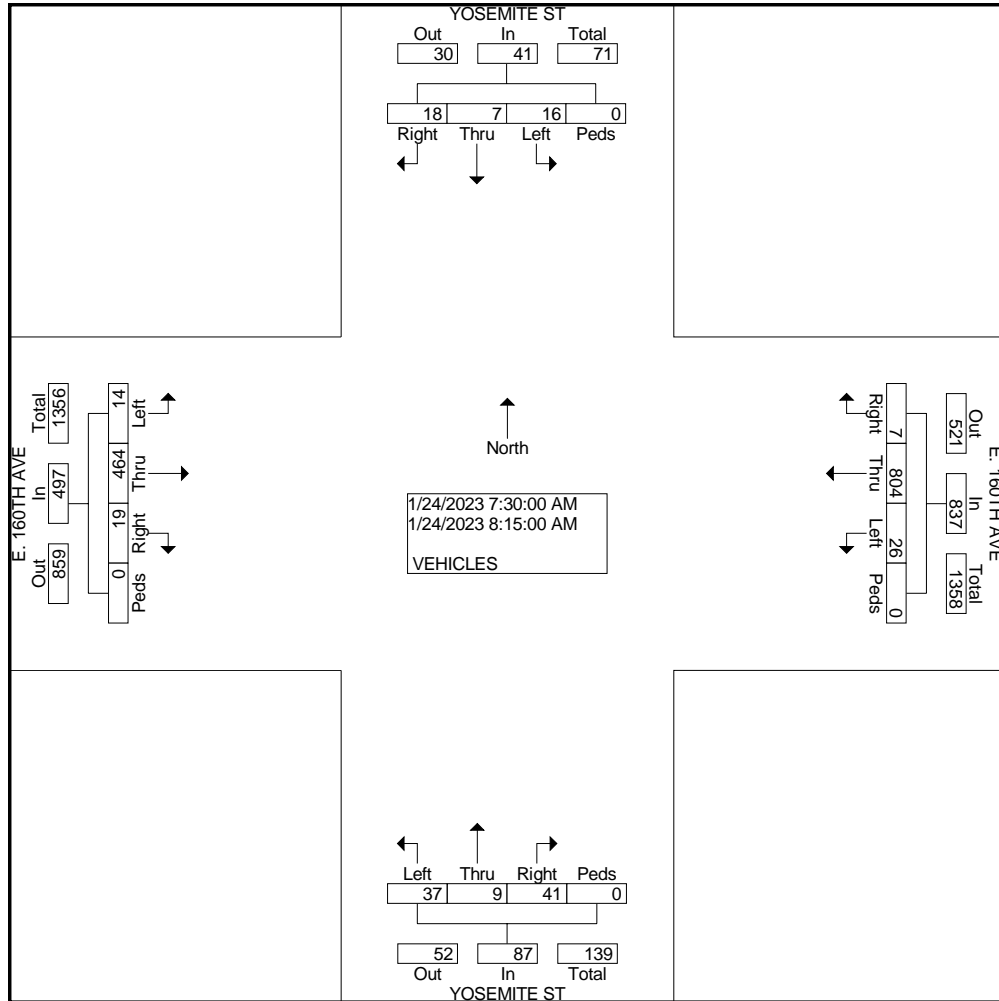 YOSEMITE ST
Out In Total
30 41 71
18 7 16 0
Right Thru Left Peds
E. 160TH AVE
Total In Out
1356 497 859
14 464 19 0
Left Thru Right Peds
North
1/24/2023 7:30:00 AM
1/24/2023 8:15:00 AM
VEHICLES
Right Thru Left Peds
7 804 26 0
521 837 1358
Out In Total
E. 160TH AVE
Left Thru Right Peds
37 9 41 0
52 87 139
Out In Total
YOSEMITE ST